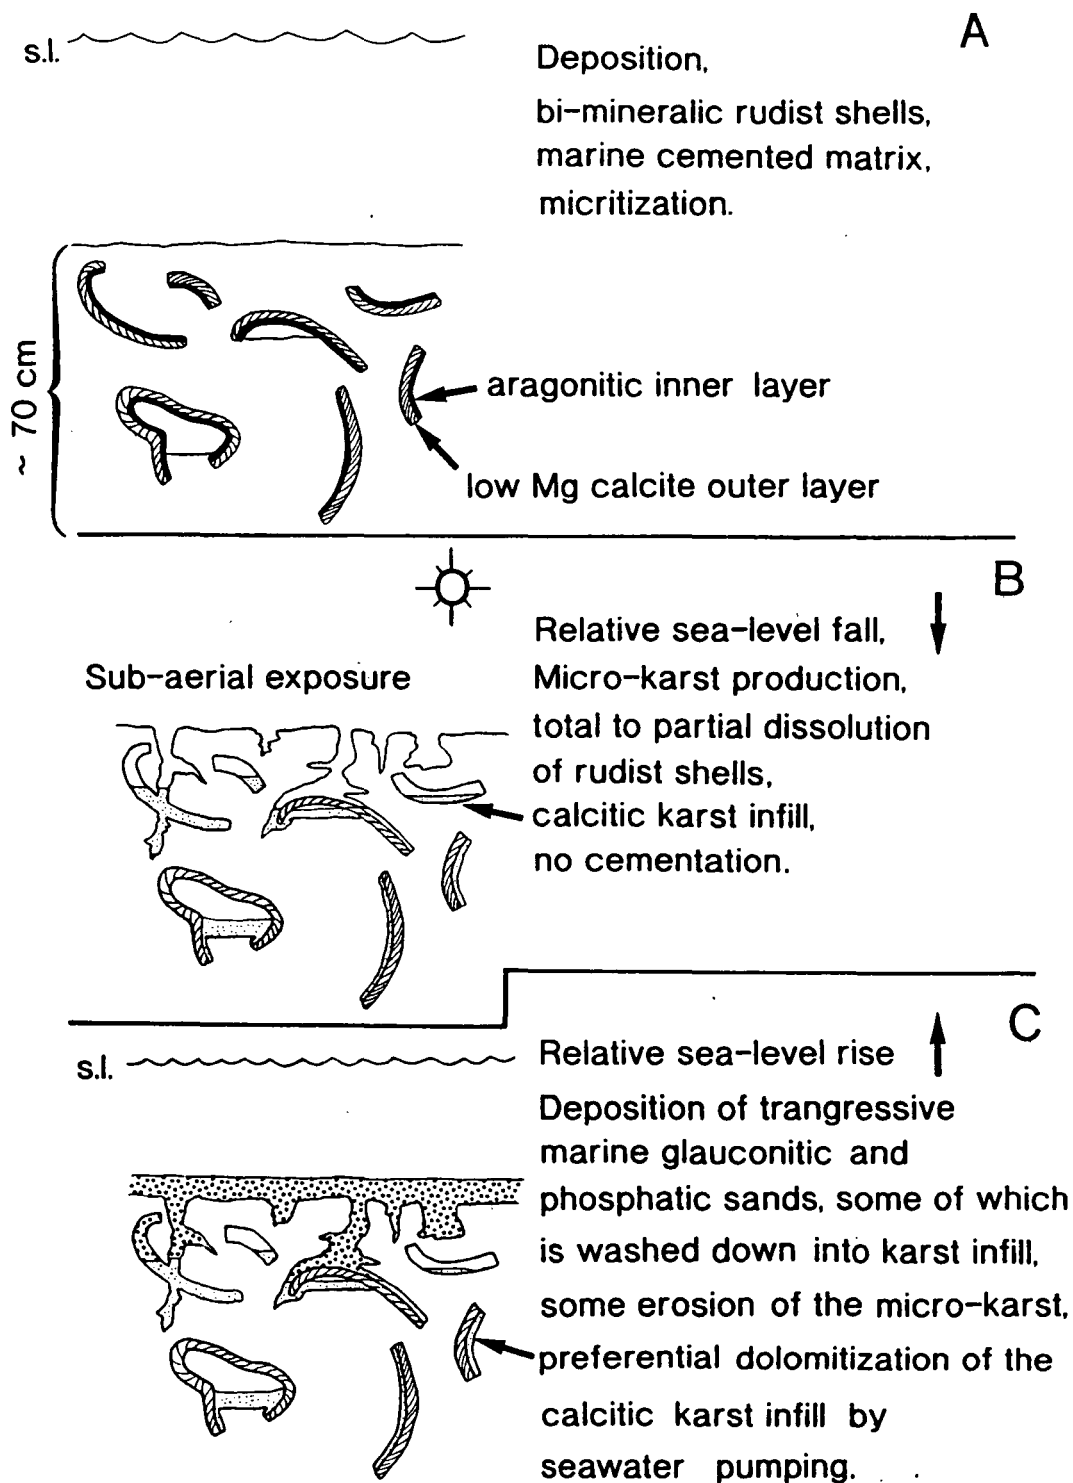 A
s.l.
Deposition,
bi-mineralic rudist shells,
marine cemented matrix,
micritization.
~ 70 cm
aragonitic inner layer
low Mg calcite outer layer
B
Relative sea-level fall,
Sub-aerial exposure
Micro-karst production,
total to partial dissolution
of rudist shells,
calcitic karst infill,
no cementation.
C
s.l.
Relative sea-level rise
Deposition of trangressive
marine glauconitic and
phosphatic sands, some of which
is washed down into karst infill,
some erosion of the micro-karst,
preferential dolomitization of the
calcitic karst infill by
seawater pumping.